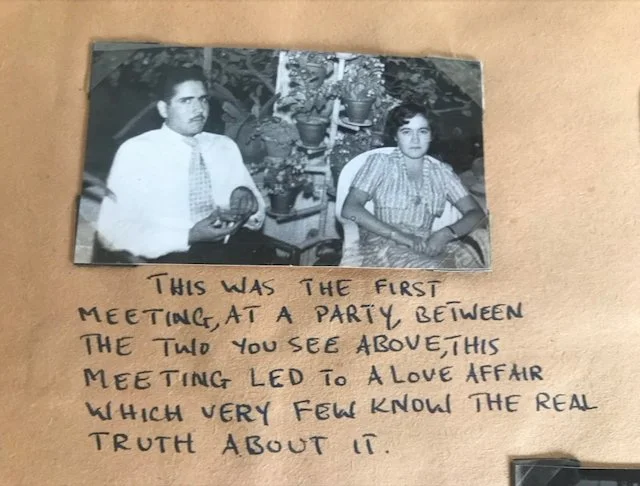 THIS WAS THE FIRST
MEETING, AT A PARTY, BETWEEN
THE TWO YOU SEE ABOVE, THIS
MEETING LED TO A LOVE AFFAIR
WHICH VERY FEW KNOW THE REAL
TRUTH ABOUT IT.